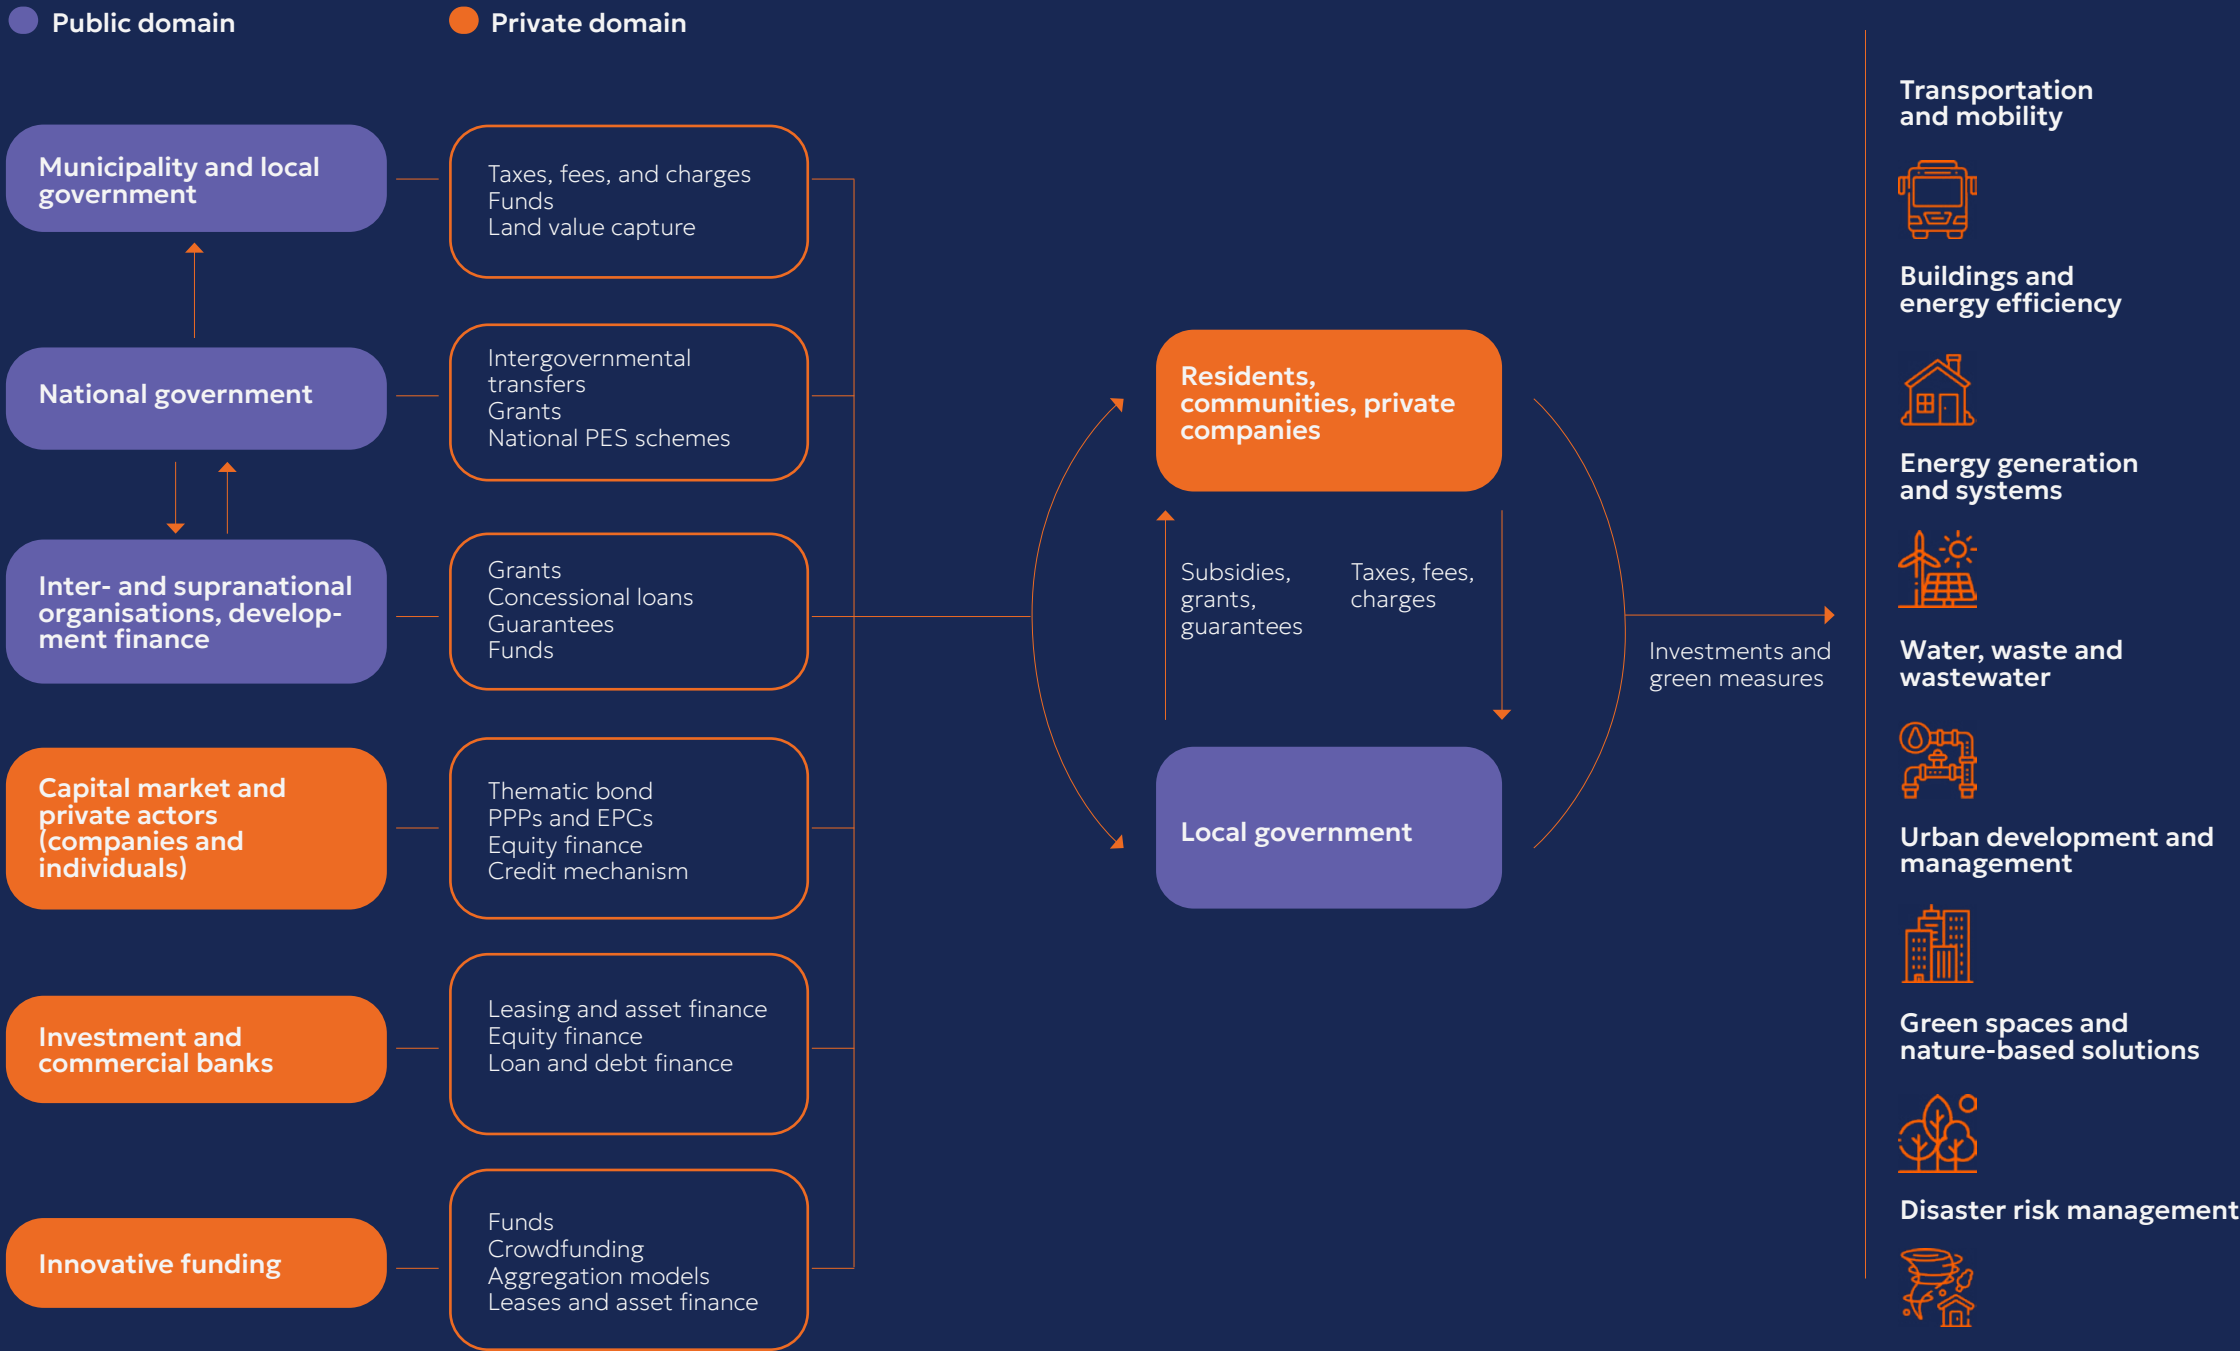 Public domain
Private domain
Municipality and local
government
Taxes, fees, and charges
Funds
Land value capture
National government
Intergovernmental
transfers
Grants
National PES schemes
Inter- and supranational
organisations, develop-
ment finance
Grants
Concessional loans
Guarantees
Funds
Capital market and
private actors
(companies and
individuals)
Thematic bond
PPPs and EPCs
Equity finance
Credit mechanism
Investment and
commercial banks
Leasing and asset finance
Equity finance
Loan and debt finance
Innovative funding
Funds
Crowdfunding
Aggregation models
Leases and asset finance
Residents,
communities, private
companies
Subsidies,
grants,
guarantees
Taxes, fees,
charges
Local government
Investments and
green measures
Transportation
and mobility
Buildings and
energy efficiency
Energy generation
and systems
Water, waste and
wastewater
Urban development and
management
Green spaces and
nature-based solutions
Disaster risk management